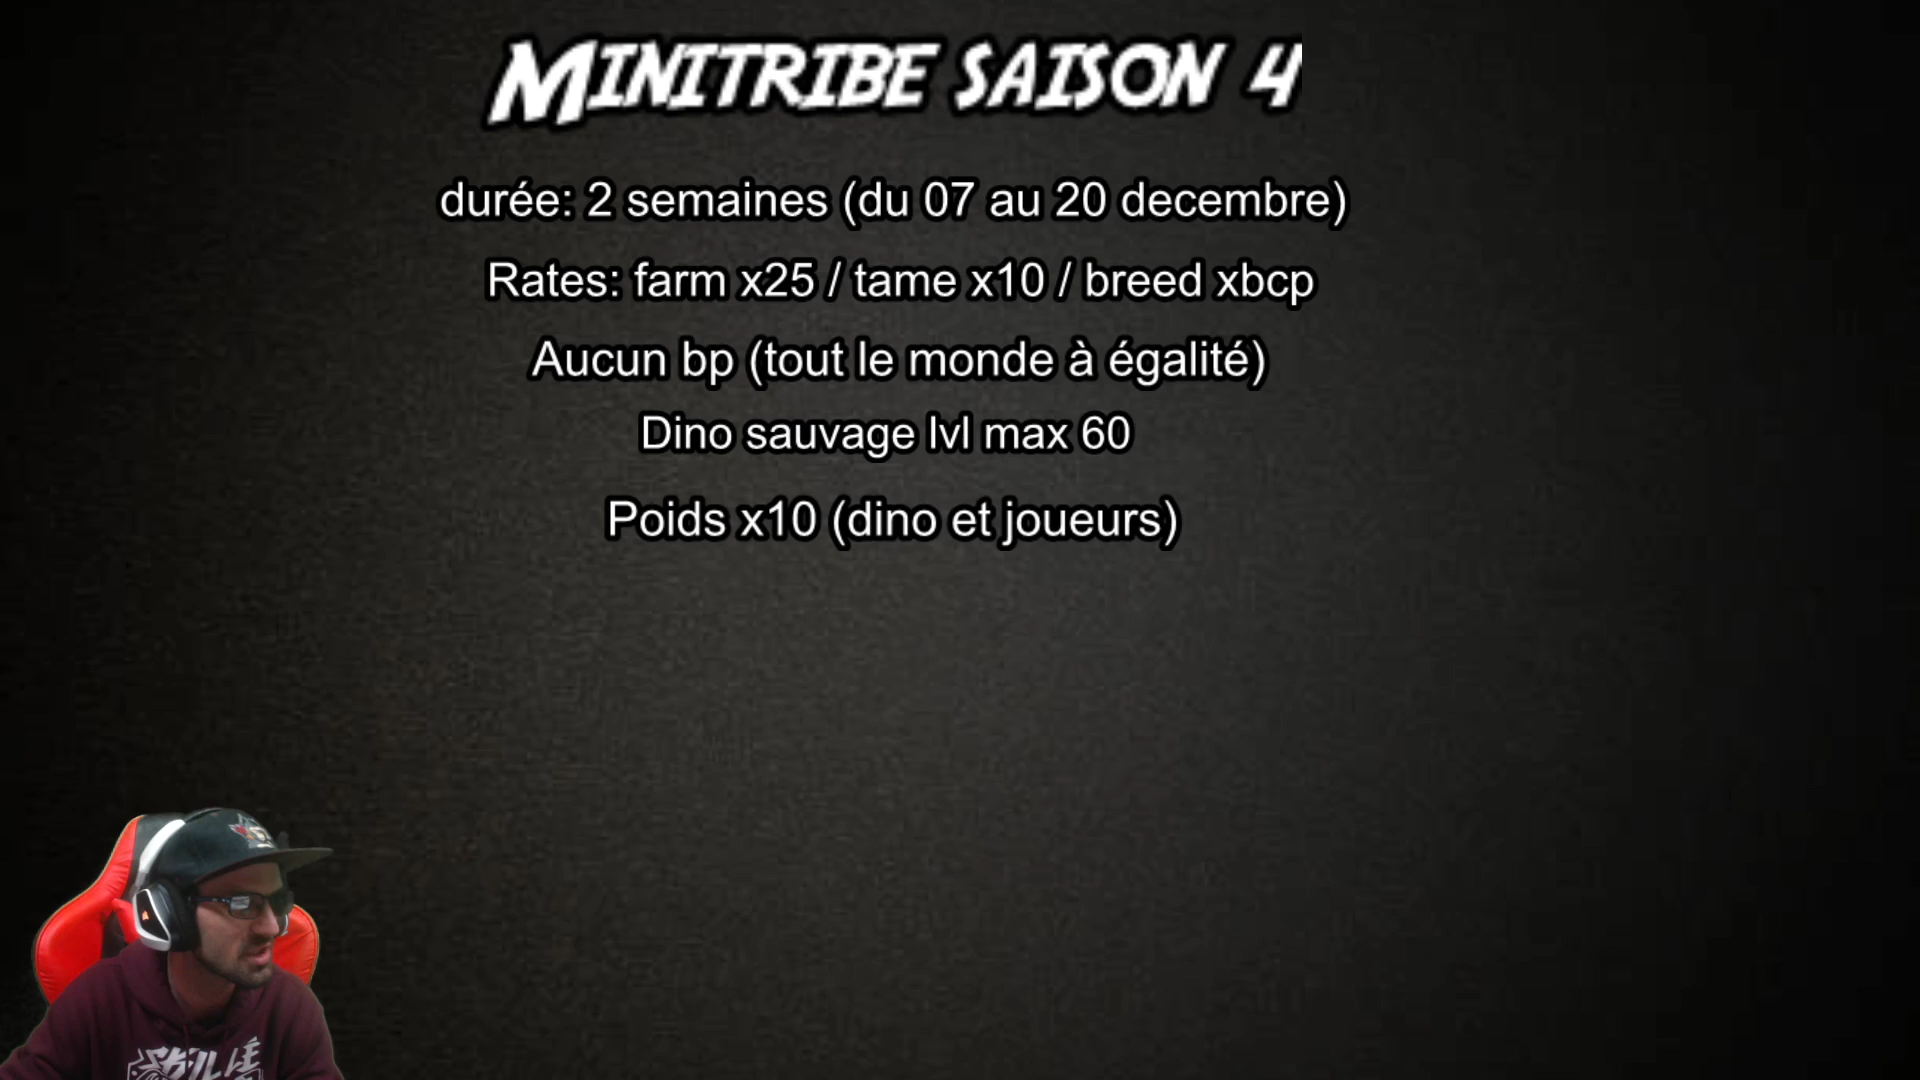 MINITRIBE SAISON 4
durée: 2 semaines (du 07 au 20 decembre)
Rates: farm x25 / tame x10 / breed xbcp
Aucun bp (tout le monde à égalité)
Dino sauvage lvl max 60
Poids x10 (dino et joueurs)